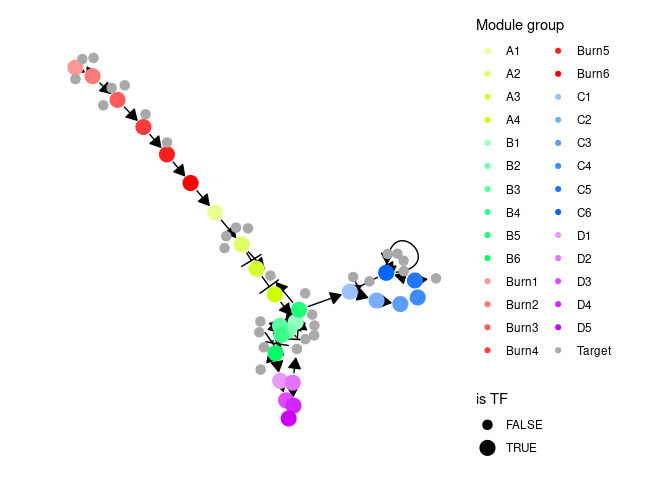 Module group
A1
A2
A3
A4
B1
B2
B3
B4
B5
B6
Burn1
Burn2
Burn3
Burn4
Burn5
Burn6
C1
C2
C3
C4
C5
C6
D1
D2
D3
D4
D5
Target
is TF
FALSE
TRUE